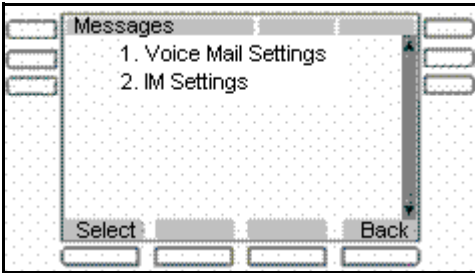 Messages
1. Voice Mail Settings
2. IM Settings
Select Back